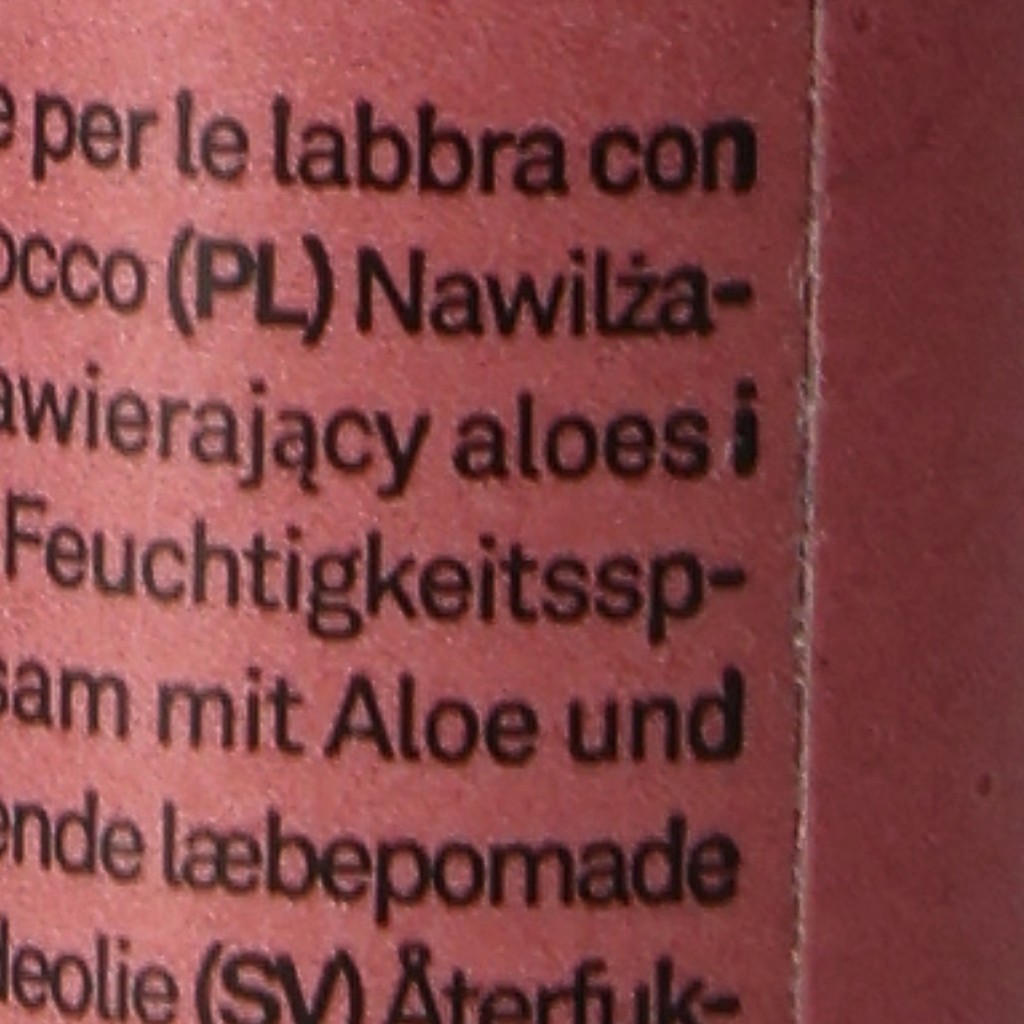 e per le labbra con
occo (PL) Nawilża-
awierający aloes i
Feuchtigkeitssp-
sam mit Aloe und
ende læbepomade
deolie (SV) Återfuk-